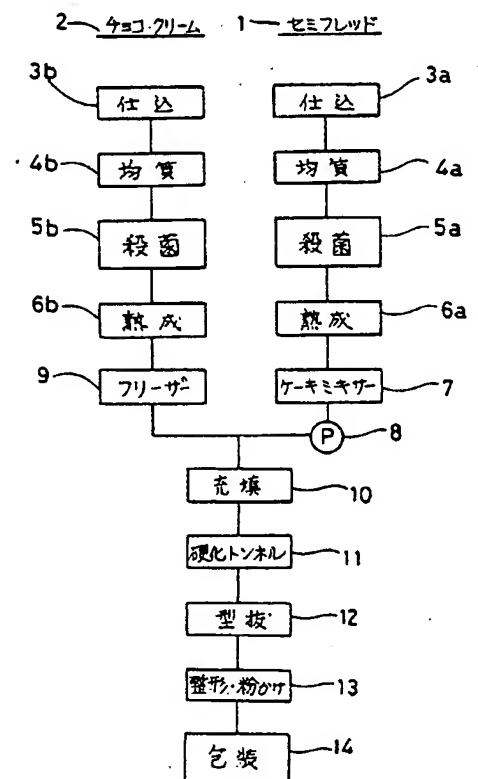 2 チョコ・クリーム 1 セミフレッド
3b 仕込 仕込 3a
4b 均質 均質 4a
5b 殺菌 殺菌 5a
6b 熟成 熟成 6a
9 フリーザー ケーキミキサー 7
P 8
充填 10
硬化トンネル 11
型抜 12
整形・粉かけ 13
包装 14